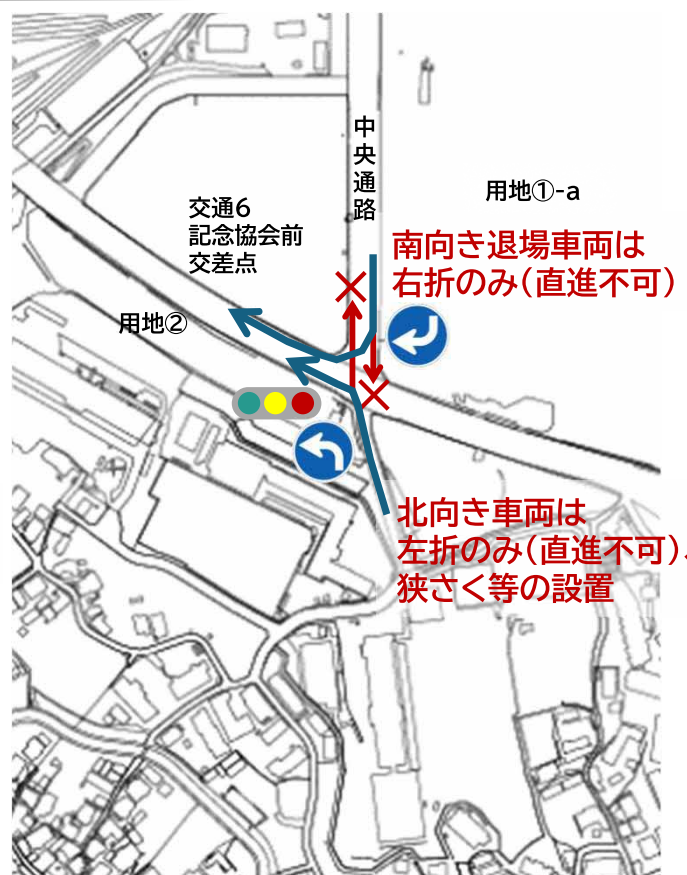 中央通路
用地①-a
交通6
記念協会前
交差点
南向き退場車両は
右折のみ（直進不可）
用地②
北向き車両は
左折のみ（直進不可）、
狭さく等の設置